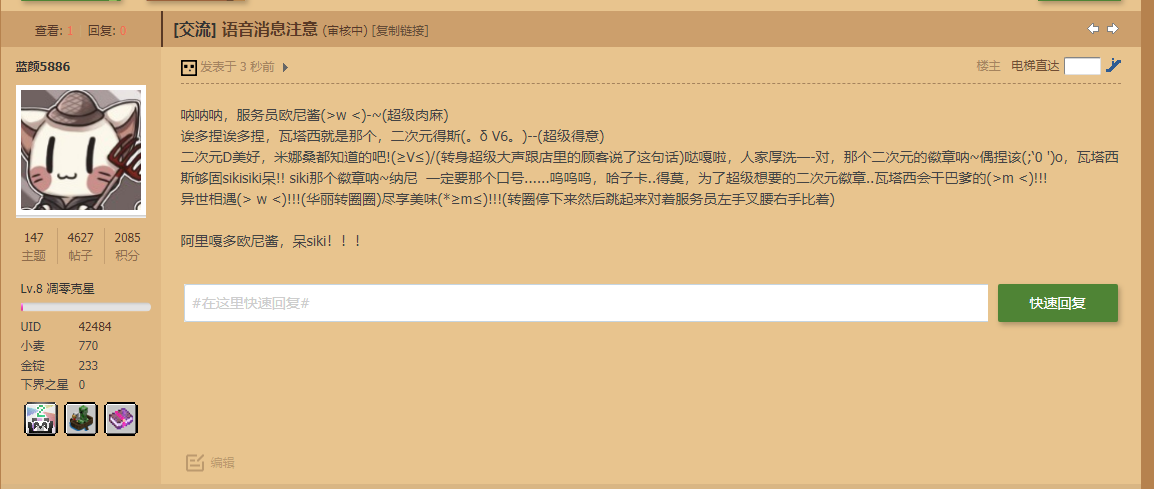 查看: 1 回复: 0
[交流] 语音消息注意 (审核中) [复制链接]
蓝颜5886
发表于 3 秒前
楼主 电梯直达
呐呐呐，服务员欧尼酱(>w <)-~(超级肉麻)
诶多捏诶多捏，瓦塔西就是那个，二次元得斯(。δ V6。)--(超级得意)
二次元D美好，米娜桑都知道的吧!(≥V≤)/(转身超级大声跟店里的顾客说了这句话)哒嘎啦，人家厚洗一-对，那个二次元的徽章呐~偶捏该(;'0 ')o，瓦塔西
斯够固sikisiki呆!! siki那个徽章呐~纳尼 一定要那个口号......呜呜呜，哈子卡..得莫，为了超级想要的二次元徽章..瓦塔西会干巴爹的(>m <)!!!
异世相遇(> w <)!!!(华丽转圈圈)尽享美味(*≥m≤)!!!(转圈停下来然后跳起来对着服务员左手叉腰右手比着)
阿里嘎多欧尼酱，呆siki！！！
147 4627 2085
主题 帖子 积分
Lv.8 凋零克星
UID 42484
小麦 770
金锭 233
下界之星 0
#在这里快速回复#
快速回复
编辑